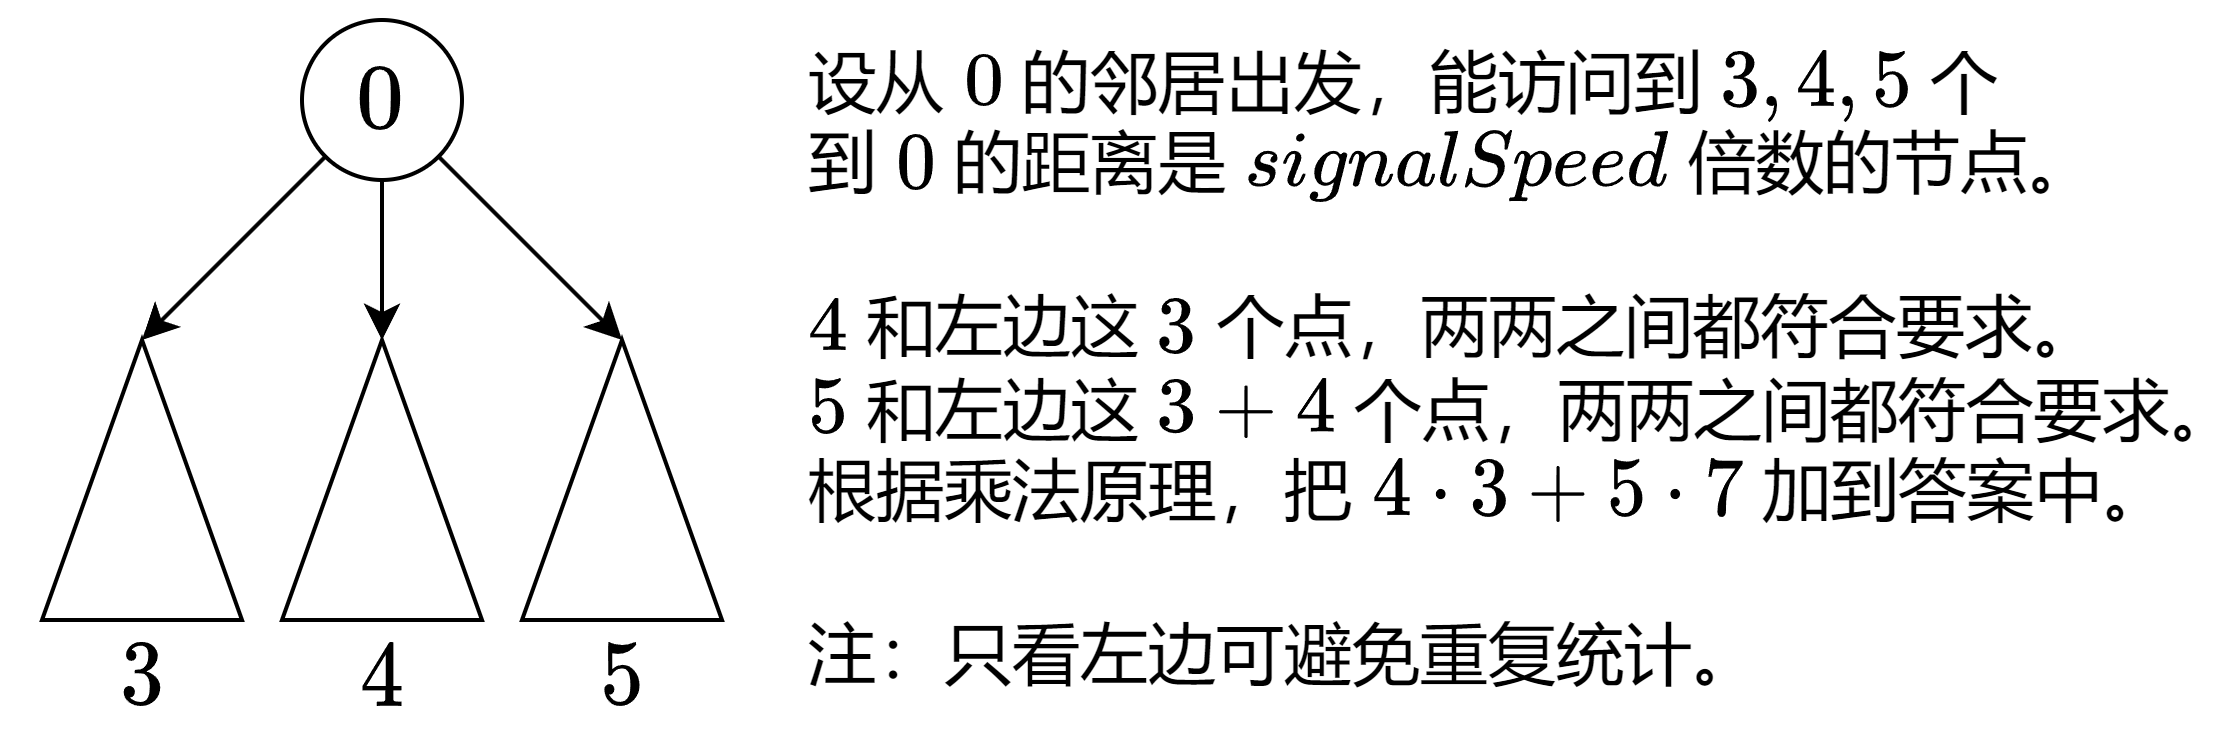 0
3
4
5
设从 0 的邻居出发，能访问到 3, 4, 5 个
到 0 的距离是 signalSpeed 倍数的节点。
4 和左边这 3 个点，两两之间都符合要求。
5 和左边这 3 + 4 个点，两两之间都符合要求。
根据乘法原理，把 4 · 3 + 5 · 7 加到答案中。
注：只看左边可避免重复统计。